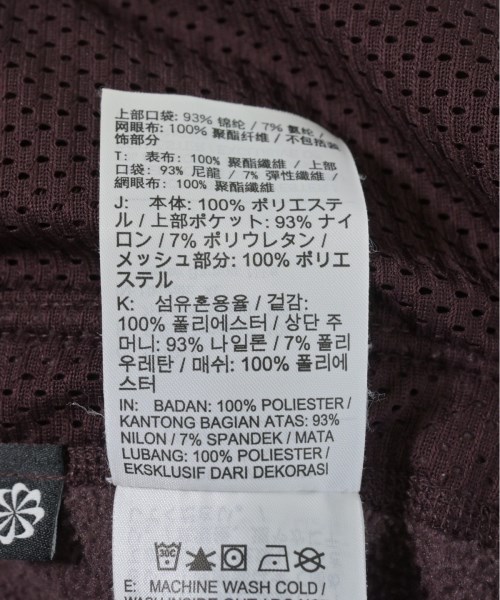 上部口袋: 93% 锦纶 / 7% 氨纶 /
网眼布: 100% 聚酯纤维 / 不包括装
饰部分
T: 表布: 100% 聚酯纖維 / 上部
口袋: 93% 尼龍 / 7% 彈性纖維 /
網眼布: 100% 聚酯纖維
J: 本体: 100% ポリエステ
ル / 上部ポケット: 93% ナイ
ロン / 7% ポリウレタン /
メッシュ部分: 100% ポリエ
ステル
K: 섬유혼용율 / 겉감:
100% 폴리에스터 / 상단 주
머니: 93% 나일론 / 7% 폴리
우레탄 / 매쉬: 100% 폴리에
스터
IN: BADAN: 100% POLIESTER /
KANTONG BAGIAN ATAS: 93%
NILON / 7% SPANDEK / MATA
LUBANG: 100% POLIESTER /
EKSKLUSIF DARI DEKORASI
30C
E: MACHINE WASH COLD /